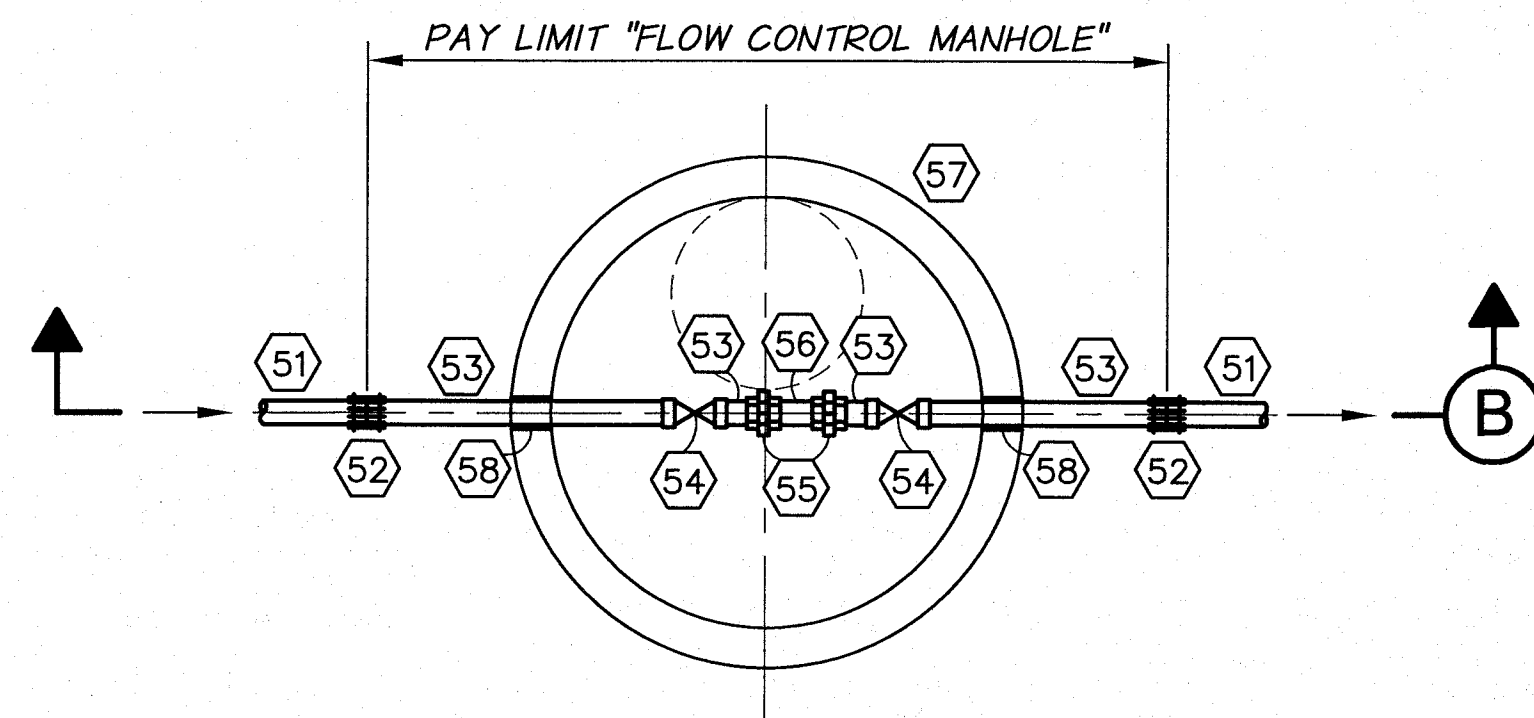 PAY LIMIT "FLOW CONTROL MANHOLE"
57
51 53 53 56 53 53 51
B
52 58 54 55 54 58 52